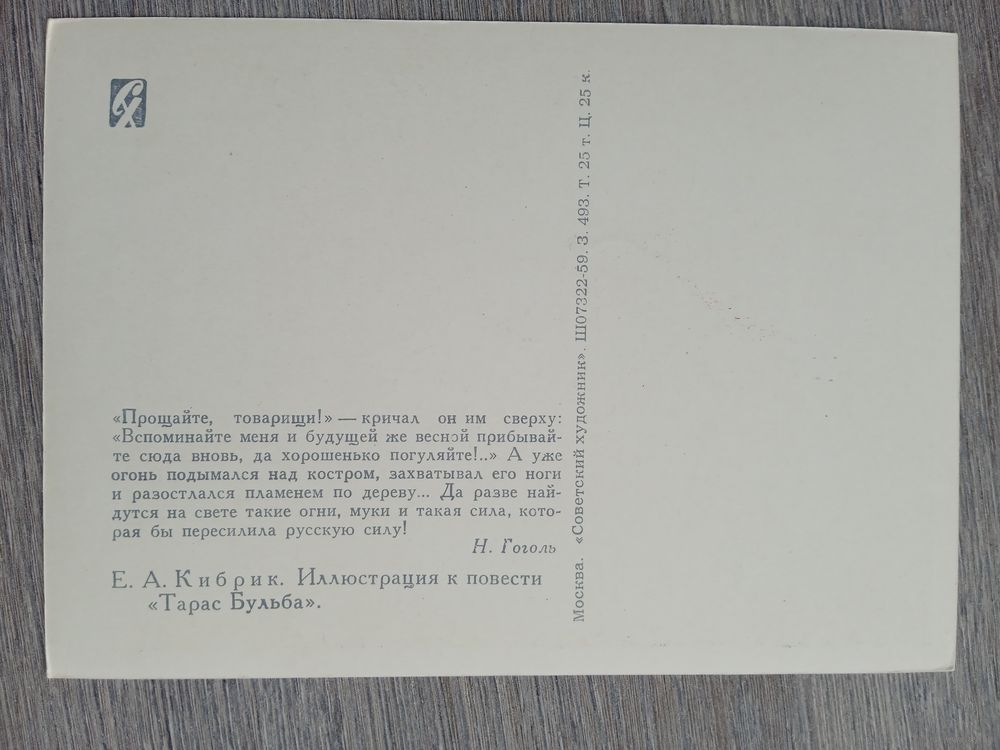 СХ
«Прощайте, товарищи!» — кричал он им сверху:
«Вспоминайте меня и будущей же весной прибывай-
те сюда вновь, да хорошенько погуляйте!..» А уже
огонь подымался над костром, захватывал его ноги
и разостлался пламенем по дереву... Да разве най-
дутся на свете такие огни, муки и такая сила, кото-
рая бы пересилила русскую силу!
Н. Гоголь
Е. А. Кибрик. Иллюстрация к повести
«Тарас Бульба».
Москва. «Советский художник». Ш07322-59. З. 493. Т. 25 т. Ц. 25 к.